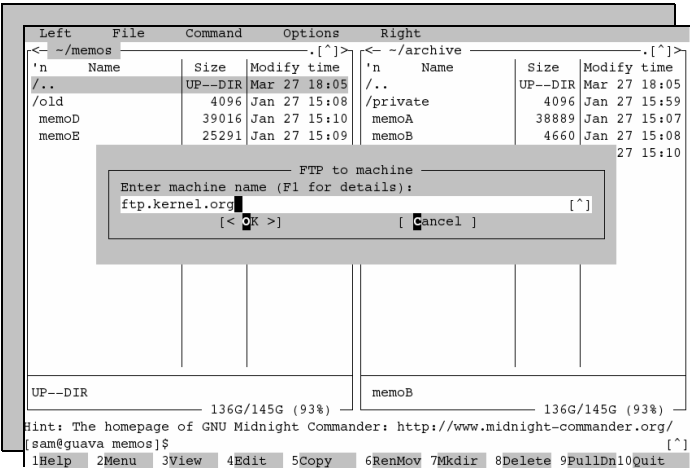 Left File Command Options Right
<- ~/memos .[^]> <- ~/archive .[^]>
'n Name Size Modify time 'n Name Size Modify time
/.. UP--DIR Mar 27 18:05 /.. UP--DIR Mar 27 18:05
/old 4096 Jan 27 15:08 /private 4096 Jan 27 15:59
memoD 39016 Jan 27 15:10 memoA 38889 Jan 27 15:07
memoE 25291 Jan 27 15:09 memoB 4660 Jan 27 15:08
27 15:10
FTP to machine
Enter machine name (F1 for details):
ftp.kernel.org [^]
[< OK >] [ Cancel ]
UP--DIR memoB
136G/145G (93%) 136G/145G (93%)
Hint: The homepage of GNU Midnight Commander: http://www.midnight-commander.org/
[sam@guava memos]$ [^]
1Help 2Menu 3View 4Edit 5Copy 6RenMov 7Mkdir 8Delete 9PullDn10Quit